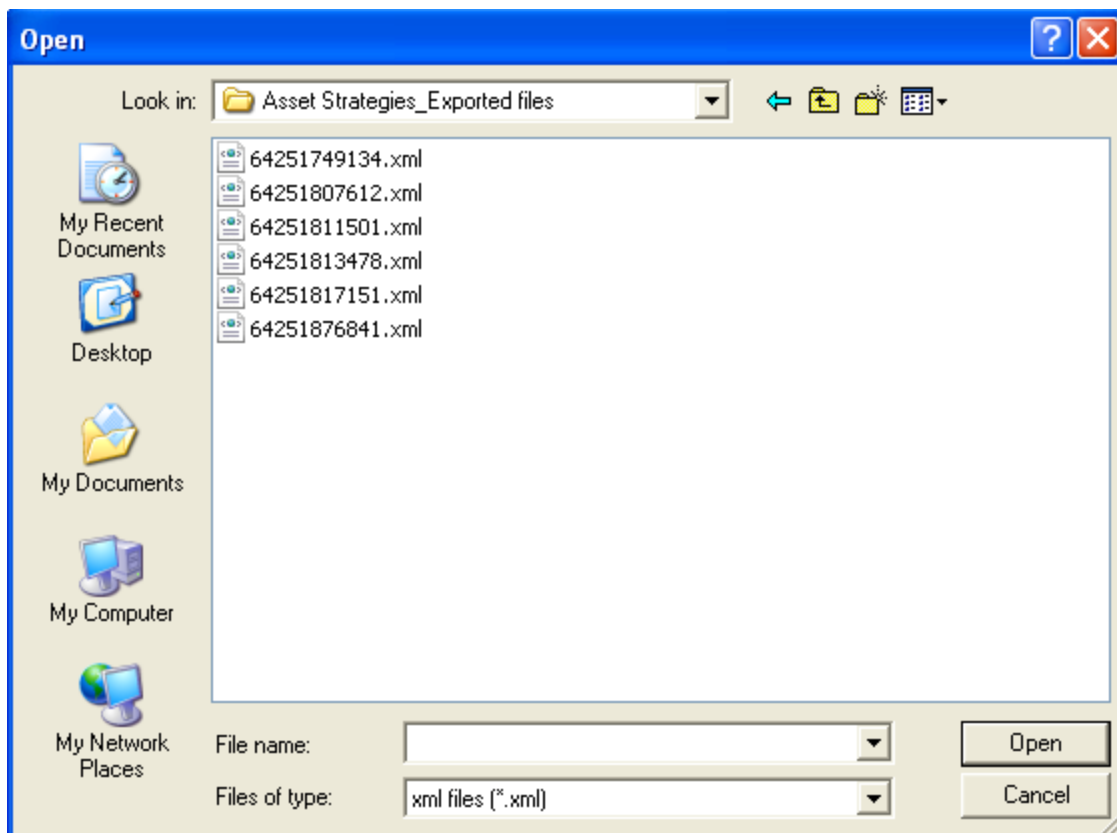 Open
Look in:
Asset Strategies_Exported files
64251749134.xml
64251807612.xml
64251811501.xml
64251813478.xml
64251817151.xml
64251876841.xml
My Recent
Documents
Desktop
My Documents
My Computer
My Network
Places
File name:
Open
Files of type:
xml files (*.xml)
Cancel